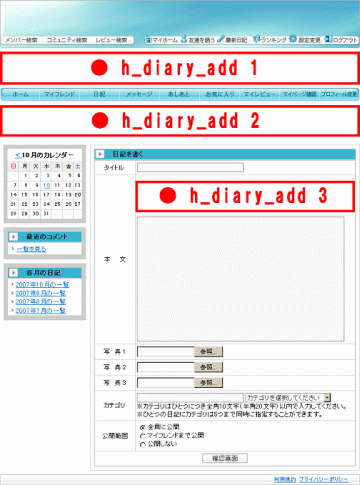 メンバー検索 コミュニティ検索 レビュー検索 マイホーム 友達を誘う 最新日記 ランキング 設定変更 ログアウト
● h_diary_add 1
ホーム マイフレンド 日記 メッセージ あしあと お気に入り マイレビュー マイページ確認 プロフィール変更
● h_diary_add 2
<10月のカレンダー
日 月 火 水 木 金 土
1 2 3 4 5 6
7 8 9 10 11 12 13
14 15 16 17 18 19 20
21 22 23 24 25 26 27
28 29 30 31
最近のコメント
一覧を見る
各月の日記
2007年10月の一覧
2007年9月の一覧
2007年8月の一覧
2007年7月の一覧
日記を書く
タイトル
● h_diary_add 3
本 文
写 真 1 参照...
写 真 2 参照...
写 真 3 参照...
カテゴリ カテゴリを選択してください
※カテゴリはひとつにつき全角10文字(半角20文字)以内で入力してください。
※ひとつの日記にカテゴリは5つまで同時に指定することができます。
公開範囲 全員に公開
マイフレンドまで公開
公開しない
確認画面
利用規約 プライバシーポリシー